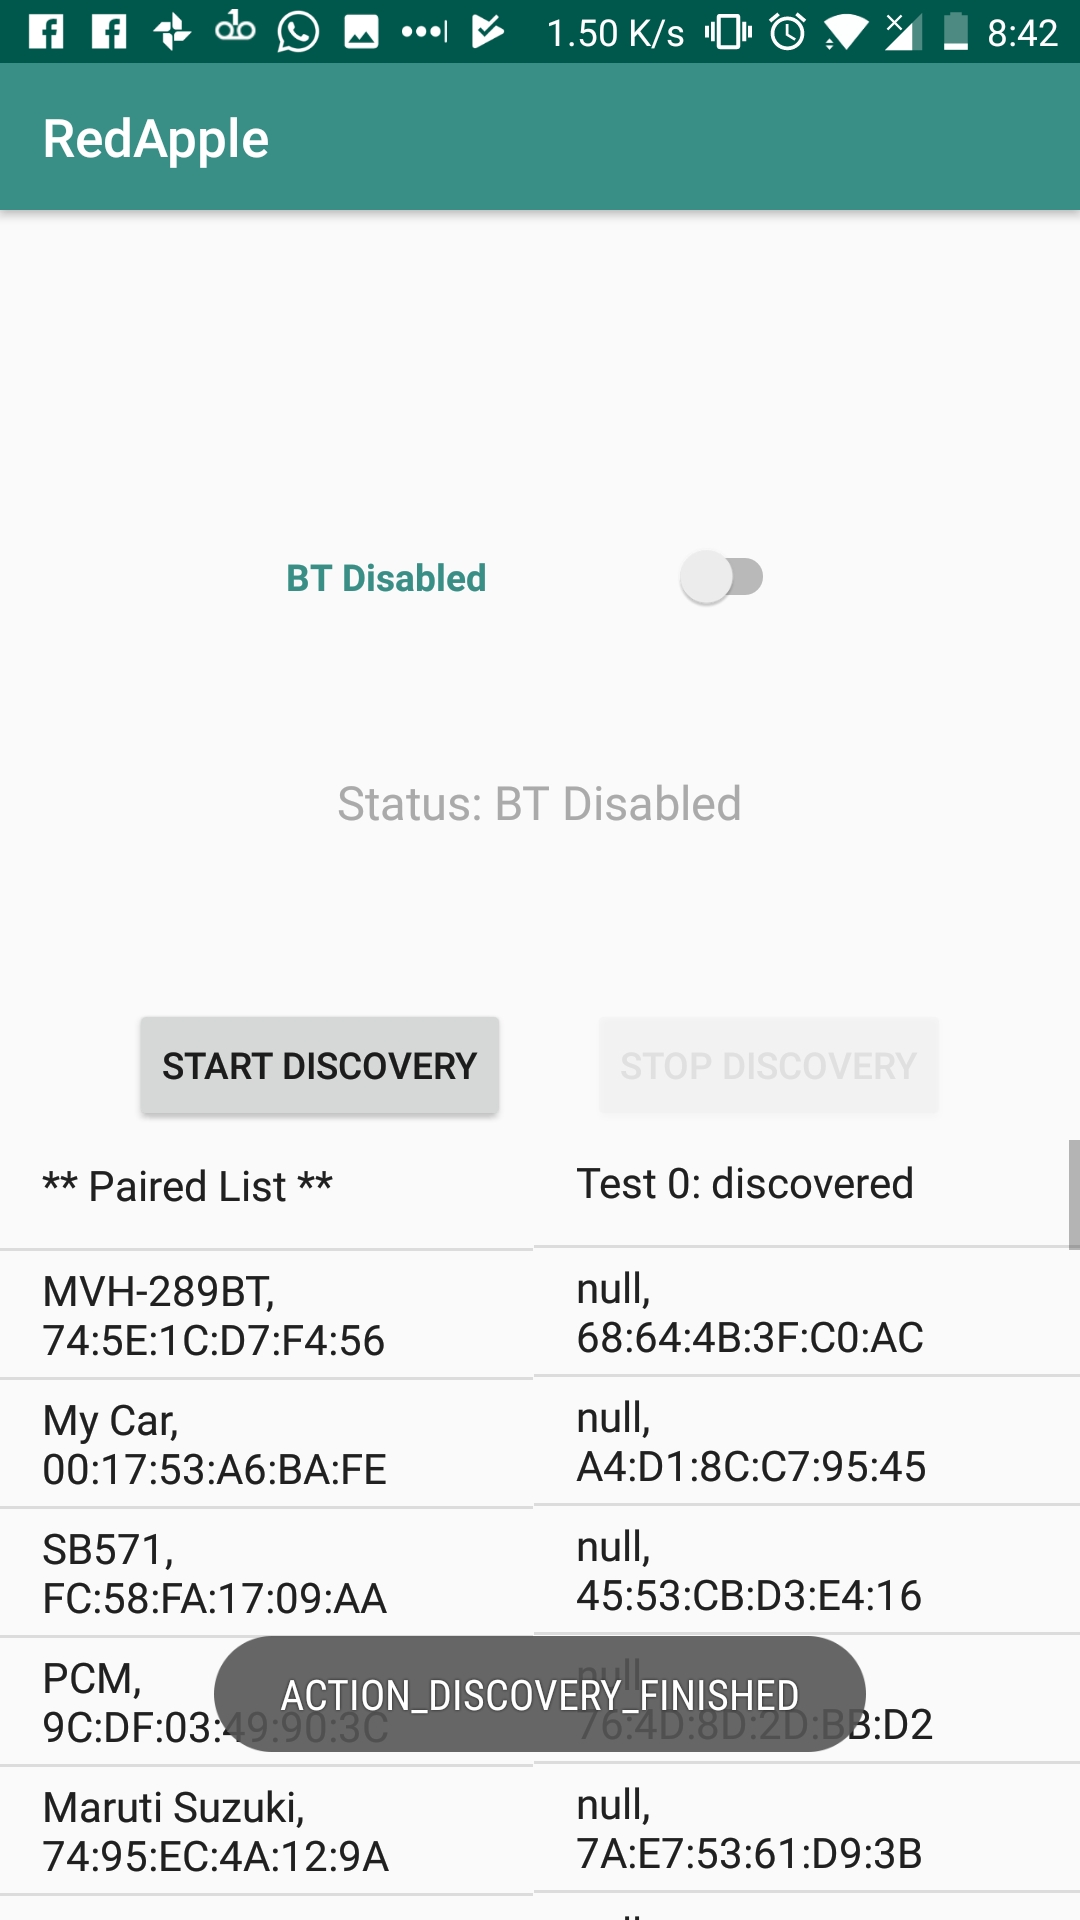 1.50 K/s 8:42
RedApple
BT Disabled
Status: BT Disabled
START DISCOVERY
STOP DISCOVERY
** Paired List **
MVH-289BT,
74:5E:1C:D7:F4:56
My Car,
00:17:53:A6:BA:FE
SB571,
FC:58:FA:17:09:AA
PCM,
9C:DF:03:49:90:3C
Maruti Suzuki,
74:95:EC:4A:12:9A
Test 0: discovered
null,
68:64:4B:3F:C0:AC
null,
A4:D1:8C:C7:95:45
null,
45:53:CB:D3:E4:16
null,
76:4D:8D:2D:BB:D2
null,
7A:E7:53:61:D9:3B
ACTION_DISCOVERY_FINISHED